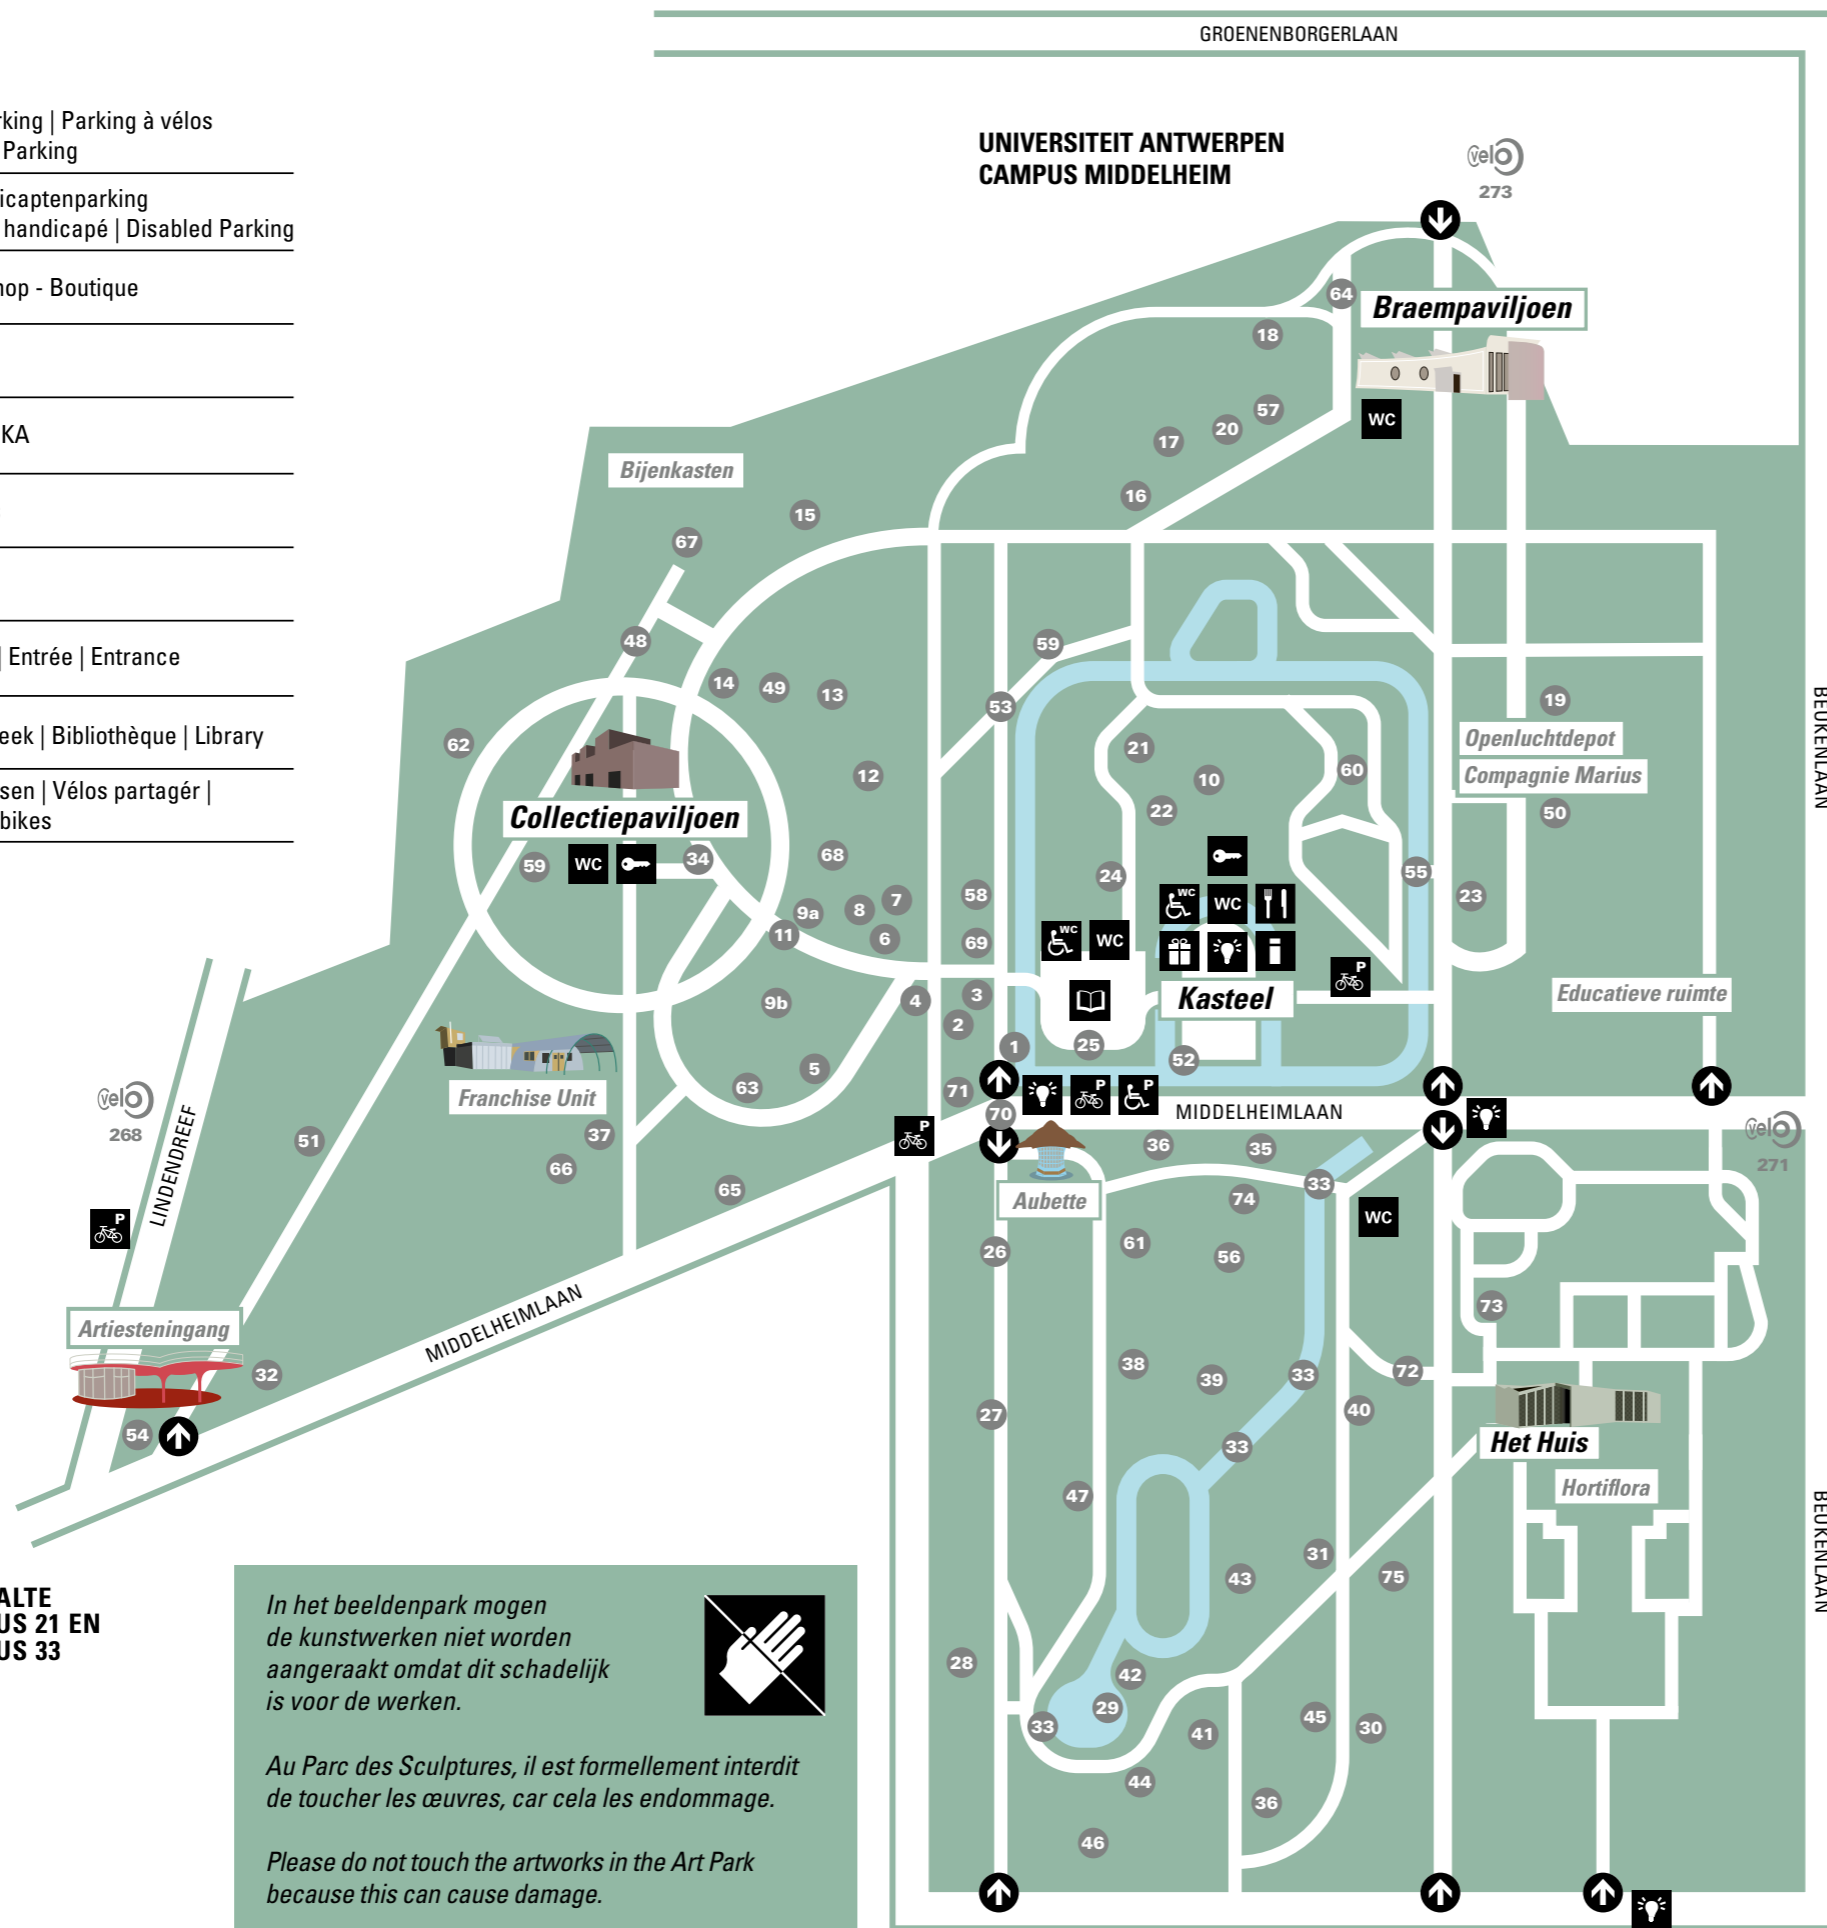 GROENENBORGERLAAN
king | Parking à vélos
Parking
icaptenparking
handicapé | Disabled Parking
hop - Boutique
KA
| Entrée | Entrance
eek | Bibliothèque | Library
sen | Vélos partagér |
bikes
UNIVERSITEIT ANTWERPEN
CAMPUS MIDDELHEIM
velo
273
64
Braempaviljoen
18
57
20
17
WC
16
Bijenkasten
15
67
48
59
14
49
13
53
62
12
21
10
60
22
19
Openluchtdepot
Compagnie Marius
50
BEUKENLAAN
Collectiepaviljoen
59
WC
34
68
58
24
55
23
9a
8
7
11
6
69
WC
WC
WC
WC
P
9b
4
3
2
1
25
Kasteel
52
Educatieve ruimte
Franchise Unit
63
5
71
70
P
P
P
MIDDELHEIMLAAN
velo
268
LINDENDREEF
P
51
37
66
65
Aubette
36
35
33
74
WC
velo
271
26
61
56
73
Artiesteningang
32
54
MIDDELHEIMLAAN
38
39
33
72
27
40
33
Het Huis
Hortiflora
47
31
43
75
BEUKENLAAN
28
42
29
33
41
45
30
44
36
46
ALTE
US 21 EN
US 33
In het beeldenpark mogen
de kunstwerken niet worden
aangeraakt omdat dit schadelijk
is voor de werken.
Au Parc des Sculptures, il est formellement interdit
de toucher les œuvres, car cela les endommage.
Please do not touch the artworks in the Art Park
because this can cause damage.